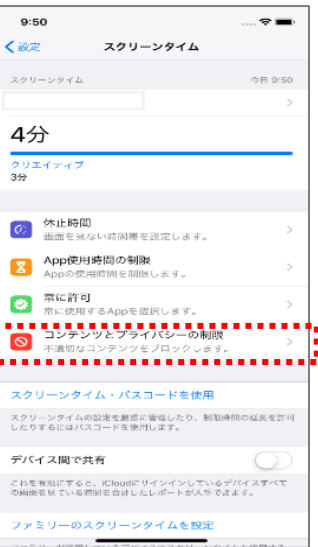 9:50
設定
スクリーンタイム
スクリーンタイム
今日 9:50
4分
クリエイティブ
3分
休止時間
画面を見ない時間帯を設定します。
App使用時間の制限
Appの使用時間を制限します。
常に許可
常に使用するAppを選択します。
コンテンツとプライバシーの制限
不適切なコンテンツをブロックします。
スクリーンタイム・パスコードを使用
スクリーンタイムの設定を厳密に管理したり、制限時間の延長を許可
したりするにはパスコードを使用します。
デバイス間で共有
これを有効にすると、iCloudにサインインしているデバイスすべて
の画面を見ている時間を合計したレポートが入手できます。
ファミリーのスクリーンタイムを設定